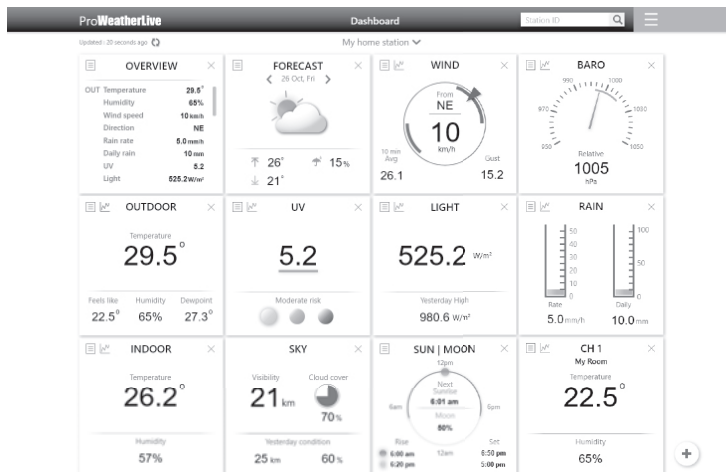 ProWeatherLive
Dashboard
Station ID
Updated : 20 seconds ago
My home station
OVERVIEW
OUT Temperature 29.5°
Humidity 65%
Wind speed 10 km/h
Direction NE
Rain rate 5.0 mm/h
Daily rain 10 mm
UV 5.2
Light 525.2 W/m²
FORECAST
26 Oct, Fri
26° 15%
21°
WIND
From
NE
10
km/h
10 min
Avg
26.1
Gust
15.2
BARO
930 970 990 1000 1030 1050
Relative
1005
hPa
OUTDOOR
Temperature
29.5°
Feels like Humidity Dewpoint
22.5° 65% 27.3°
UV
5.2
Moderate risk
LIGHT
525.2 W/m²
Yesterday High
980.6 W/m²
RAIN
50
40
30
20
10
0
100
50
0
Rate Daily
5.0 mm/h 10.0 mm
INDOOR
Temperature
26.2°
Humidity
57%
SKY
Visibility Cloud cover
21 km
70%
Yesterday condition
25 km 60%
SUN | MOON
12pm
Next
Sunrise
6:01 am
6am 6pm
Moon
80%
Rise Set
12am
6:00 am 6:50 pm
6:20 pm 5:00 pm
CH 1
My Room
Temperature
22.5°
Humidity
65%